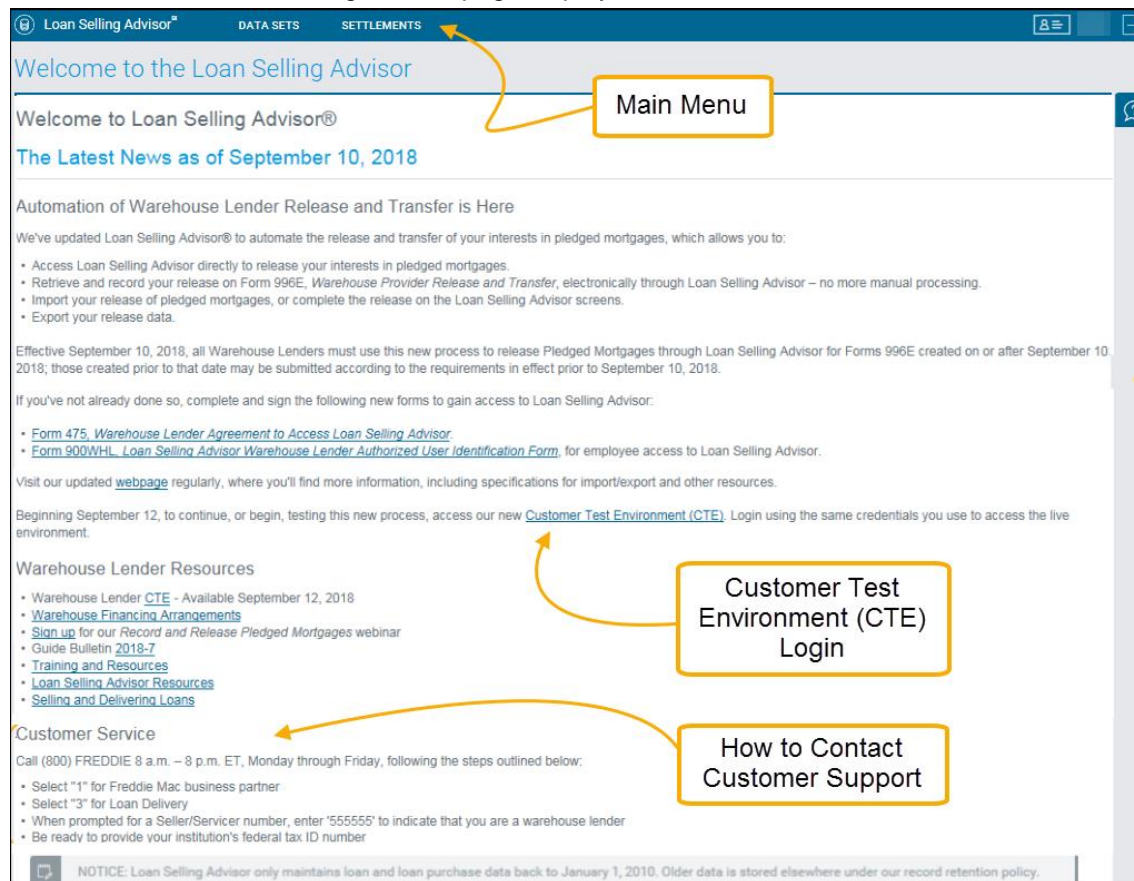 Loan Selling Advisor® DATA SETS SETTLEMENTS
Welcome to the Loan Selling Advisor
Main Menu
Welcome to Loan Selling Advisor®
The Latest News as of September 10, 2018
Automation of Warehouse Lender Release and Transfer is Here
We've updated Loan Selling Advisor® to automate the release and transfer of your interests in pledged mortgages, which allows you to:
• Access Loan Selling Advisor directly to release your interests in pledged mortgages.
• Retrieve and record your release on Form 996E, Warehouse Provider Release and Transfer, electronically through Loan Selling Advisor – no more manual processing.
• Import your release of pledged mortgages, or complete the release on the Loan Selling Advisor screens.
• Export your release data.
Effective September 10, 2018, all Warehouse Lenders must use this new process to release Pledged Mortgages through Loan Selling Advisor for Forms 996E created on or after September 10
2018; those created prior to that date may be submitted according to the requirements in effect prior to September 10, 2018.
If you've not already done so, complete and sign the following new forms to gain access to Loan Selling Advisor:
• Form 475, Warehouse Lender Agreement to Access Loan Selling Advisor.
• Form 900WHL, Loan Selling Advisor Warehouse Lender Authorized User Identification Form, for employee access to Loan Selling Advisor.
Visit our updated webpage regularly, where you'll find more information, including specifications for import/export and other resources.
Beginning September 12, to continue, or begin, testing this new process, access our new Customer Test Environment (CTE). Login using the same credentials you use to access the live
environment.
Warehouse Lender Resources
• Warehouse Lender CTE - Available September 12, 2018
• Warehouse Financing Arrangements
• Sign up for our Record and Release Pledged Mortgages webinar
• Guide Bulletin 2018-7
• Training and Resources
• Loan Selling Advisor Resources
• Selling and Delivering Loans
Customer Test
Environment (CTE)
Login
Customer Service
Call (800) FREDDIE 8 a.m. – 8 p.m. ET, Monday through Friday, following the steps outlined below:
• Select "1" for Freddie Mac business partner
• Select "3" for Loan Delivery
• When prompted for a Seller/Servicer number, enter '555555' to indicate that you are a warehouse lender
• Be ready to provide your institution's federal tax ID number
How to Contact
Customer Support
NOTICE: Loan Selling Advisor only maintains loan and loan purchase data back to January 1, 2010. Older data is stored elsewhere under our record retention policy.